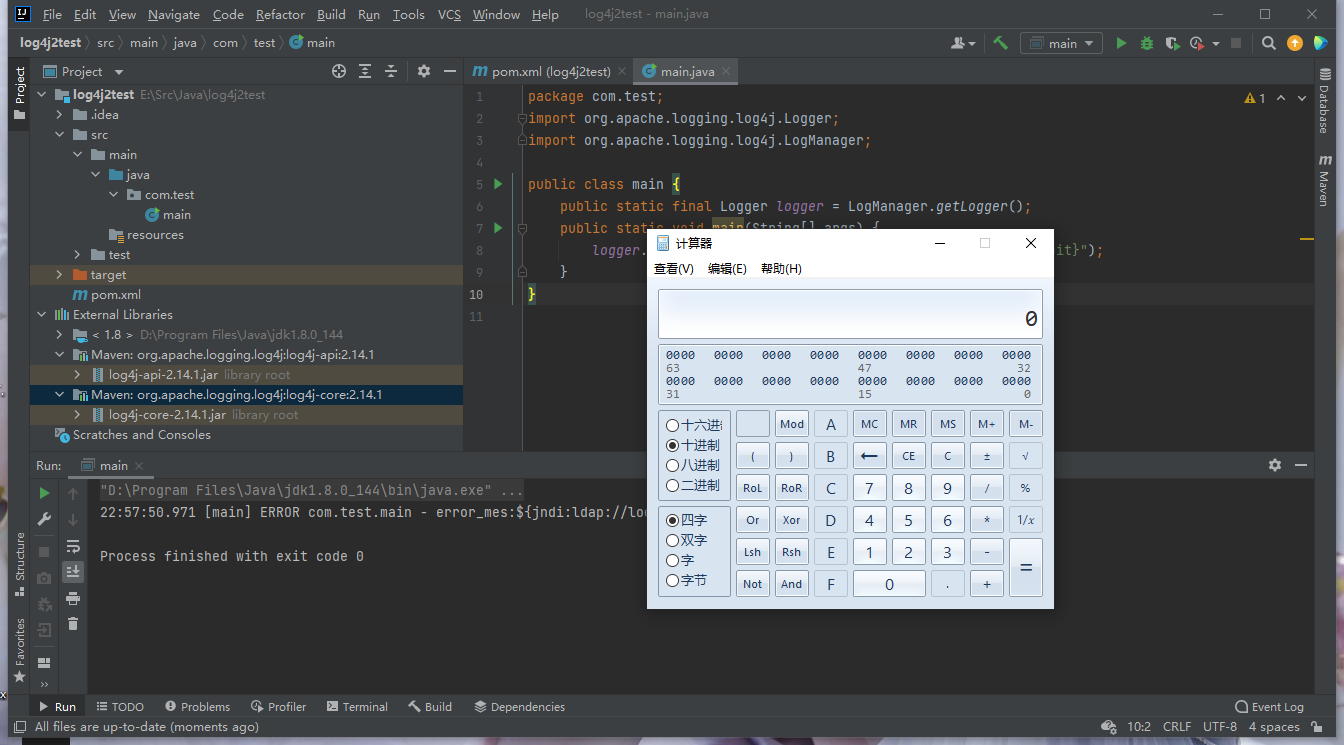 File Edit View Navigate Code Refactor Build Run Tools VCS Window Help log4j2test - main.java
log4j2test src main java com test main
main
Project
pom.xml (log4j2test) main.java
log4j2test E:\Src\Java\log4j2test
.idea
src
main
java
com.test
main
resources
test
target
pom.xml
External Libraries
< 1.8 > D:\Program Files\Java\jdk1.8.0_144
Maven: org.apache.logging.log4j:log4j-api:2.14.1
log4j-api-2.14.1.jar library root
Maven: org.apache.logging.log4j:log4j-core:2.14.1
log4j-core-2.14.1.jar library root
Scratches and Consoles
1 package com.test;
2 import org.apache.logging.log4j.Logger;
3 import org.apache.logging.log4j.LogManager;
4
5 public class main {
6 public static final Logger logger = LogManager.getLogger();
7 public static void main(String[] args) {
8 logger. it}");
9 }
10 }
11
1
Project
Structure
Favorites
Database
Maven
计算器
查看(V) 编辑(E) 帮助(H)
0
0000 0000 0000 0000 0000 0000 0000 0000
63 47 32
0000 0000 0000 0000 0000 0000 0000 0000
31 15 0
十六进制
十进制
八进制
二进制
四字
双字
字
字节
Mod A MC MR MS M+ M-
( ) B ← CE C ± √
RoL RoR C 7 8 9 / %
Or Xor D 4 5 6 * 1/x
Lsh Rsh E 1 2 3 - =
Not And F 0 . +
Run: main
"D:\Program Files\Java\jdk1.8.0_144\bin\java.exe" ...
22:57:50.971 [main] ERROR com.test.main - error_mes:${jndi:ldap://lo
Process finished with exit code 0
Run TODO Problems Profiler Terminal Build Dependencies Event Log
All files are up-to-date (moments ago) 10:2 CRLF UTF-8 4 spaces